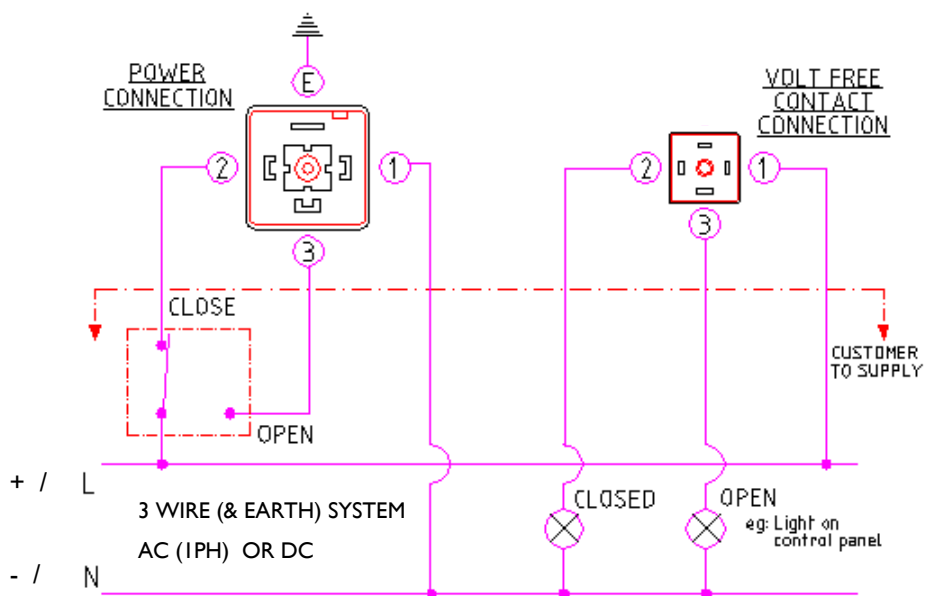 POWER
CONNECTION
E
2
1
3
VOLT FREE
CONTACT
CONNECTION
2
1
3
CLOSE
OPEN
CUSTOMER
TO SUPPLY
+ / L
3 WIRE (& EARTH) SYSTEM
AC (1PH) OR DC
- / N
CLOSED
OPEN
eg: Light on
control panel